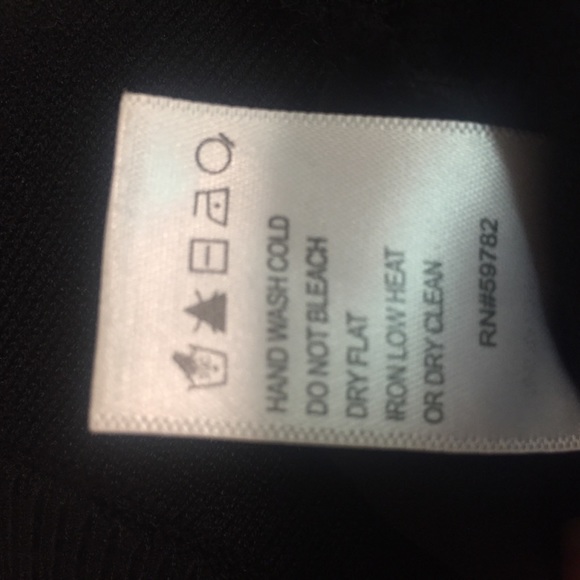 HAND WASH COLD
DO NOT BLEACH
DRY FLAT
IRON LOW HEAT
OR DRY CLEAN
RN#59782